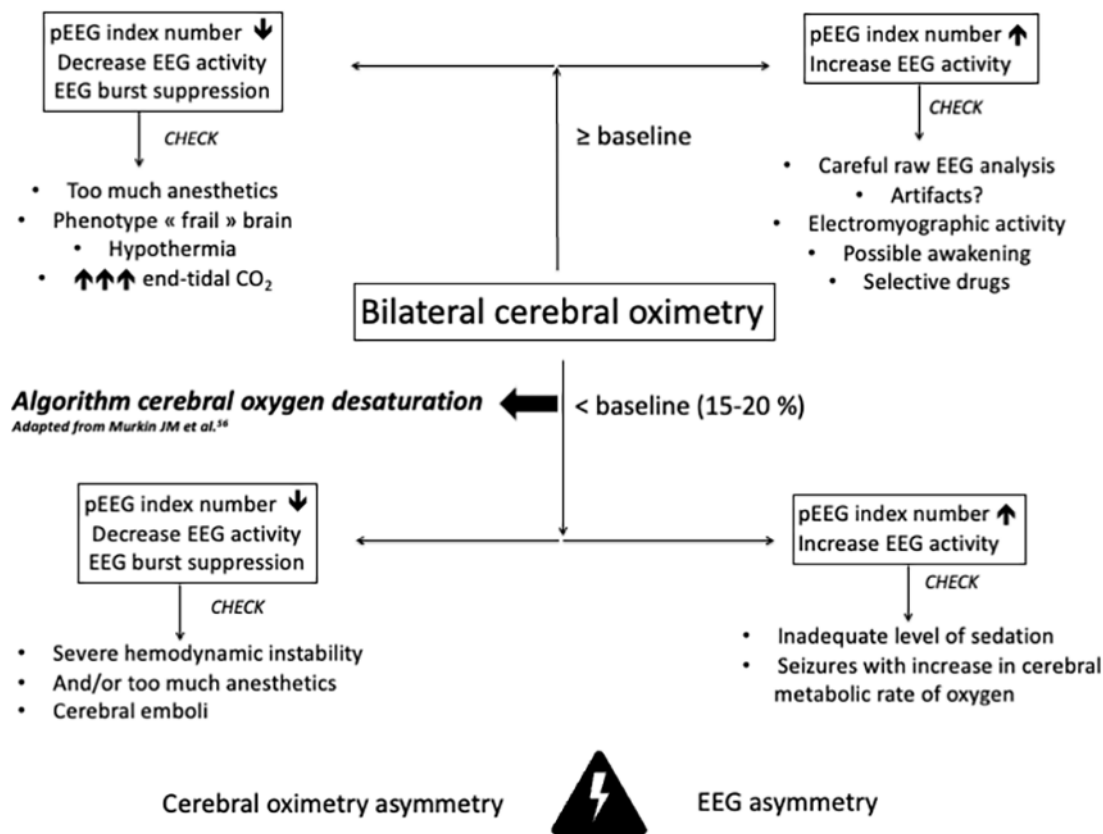 pEEG index number ↓
Decrease EEG activity
EEG burst suppression
CHECK
• Too much anesthetics
• Phenotype « frail » brain
• Hypothermia
• ↑↑↑ end-tidal CO₂
≥ baseline
pEEG index number ↑
Increase EEG activity
CHECK
• Careful raw EEG analysis
• Artifacts?
• Electromyographic activity
• Possible awakening
• Selective drugs
Bilateral cerebral oximetry
Algorithm cerebral oxygen desaturation
Adapted from Murkin JM et al.⁵⁶
< baseline (15-20 %)
pEEG index number ↓
Decrease EEG activity
EEG burst suppression
CHECK
• Severe hemodynamic instability
• And/or too much anesthetics
• Cerebral emboli
pEEG index number ↑
Increase EEG activity
CHECK
• Inadequate level of sedation
• Seizures with increase in cerebral
metabolic rate of oxygen
Cerebral oximetry asymmetry
EEG asymmetry